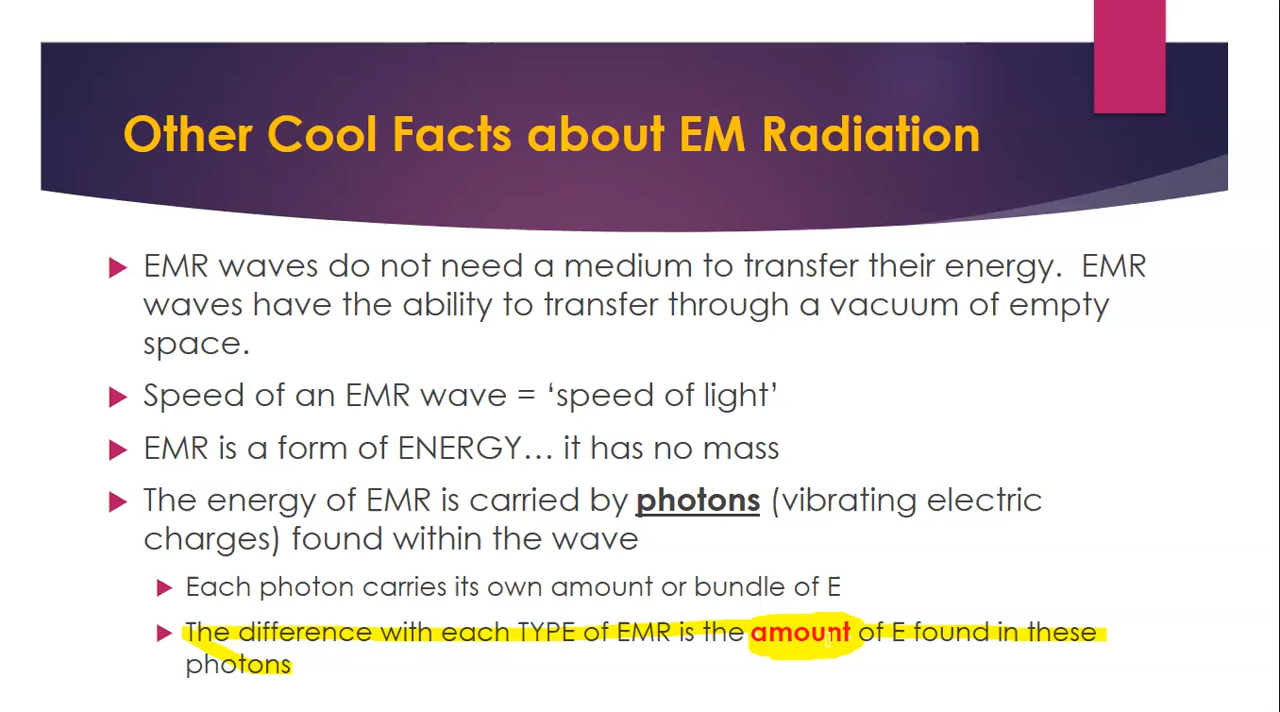 Other Cool Facts about EM Radiation
EMR waves do not need a medium to transfer their energy.  EMR
waves have the ability to transfer through a vacuum of empty
space.
Speed of an EMR wave = ‘speed of light’
EMR is a form of ENERGY… it has no mass
The energy of EMR is carried by photons (vibrating electric
charges) found within the wave
Each photon carries its own amount or bundle of E
The difference with each TYPE of EMR is the amount of E found in these
photons